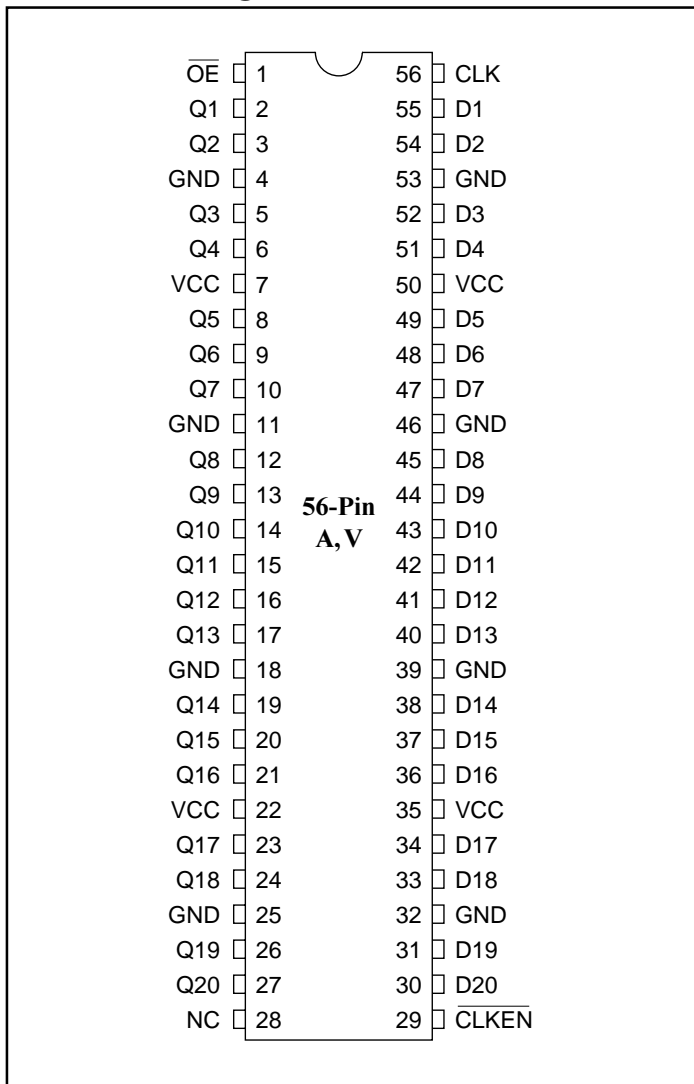 O̅E̅ 1 56 CLK
Q1 2 55 D1
Q2 3 54 D2
GND 4 53 GND
Q3 5 52 D3
Q4 6 51 D4
VCC 7 50 VCC
Q5 8 49 D5
Q6 9 48 D6
Q7 10 47 D7
GND 11 46 GND
Q8 12 45 D8
Q9 13 44 D9
56-Pin
Q10 14 43 D10
A, V
Q11 15 42 D11
Q12 16 41 D12
Q13 17 40 D13
GND 18 39 GND
Q14 19 38 D14
Q15 20 37 D15
Q16 21 36 D16
VCC 22 35 VCC
Q17 23 34 D17
Q18 24 33 D18
GND 25 32 GND
Q19 26 31 D19
Q20 27 30 D20
NC 28 29 C̅L̅K̅E̅N̅